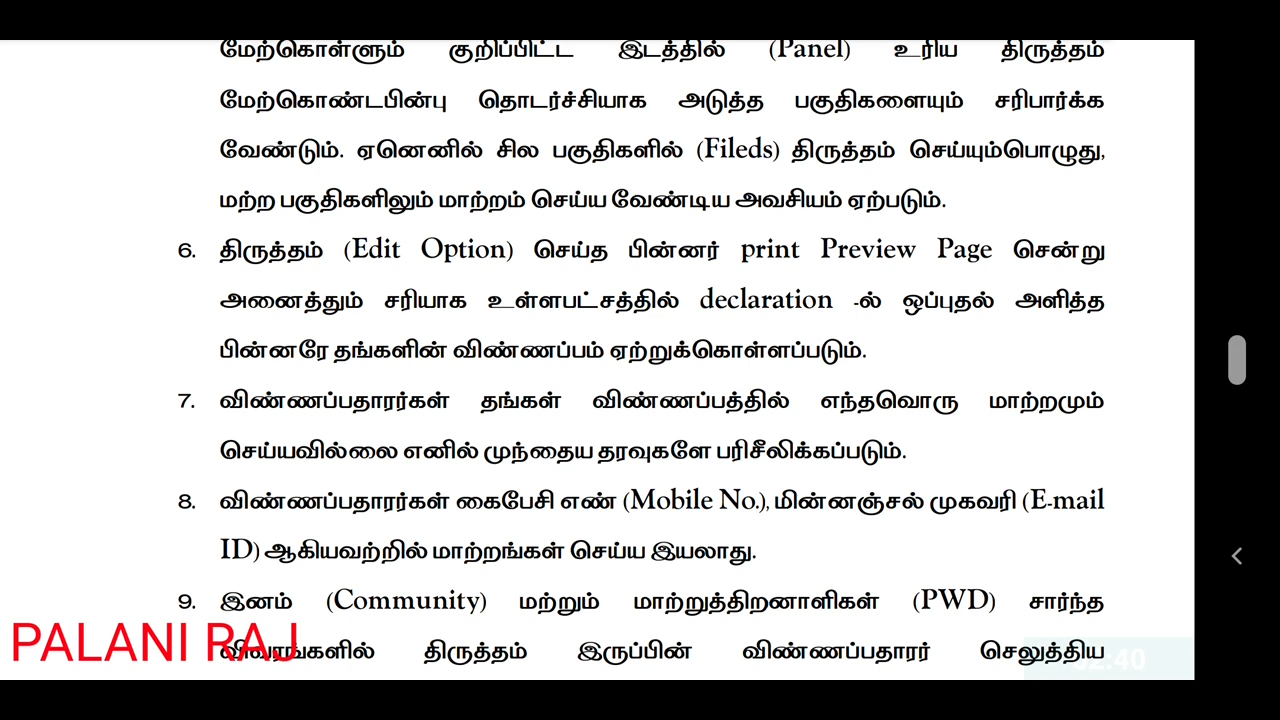 மேற்கொள்ளும் குறிப்பிட்ட இடத்தில் (Panel) உரிய திருத்தம்
மேற்கொண்டபின்பு தொடர்ச்சியாக அடுத்த பகுதிகளையும் சரிபார்க்க
வேண்டும். ஏனெனில் சில பகுதிகளில் (Fileds) திருத்தம் செய்யும்பொழுது,
மற்ற பகுதிகளிலும் மாற்றம் செய்ய வேண்டிய அவசியம் ஏற்படும்.
6. திருத்தம் (Edit Option) செய்த பின்னர் print Preview Page சென்று
அனைத்தும் சரியாக உள்ளபட்சத்தில் declaration -ல் ஒப்புதல் அளித்த
பின்னரே தங்களின் விண்ணப்பம் ஏற்றுக்கொள்ளப்படும்.
7. விண்ணப்பதாரர்கள் தங்கள் விண்ணப்பத்தில் எந்தவொரு மாற்றமும்
செய்யவில்லை எனில் முந்தைய தரவுகளே பரிசீலிக்கப்படும்.
8. விண்ணப்பதாரர்கள் கைபேசி எண் (Mobile No.), மின்னஞ்சல் முகவரி (E-mail
ID) ஆகியவற்றில் மாற்றங்கள் செய்ய இயலாது.
9. இனம் (Community) மற்றும் மாற்றுத்திறனாளிகள் (PWD) சார்ந்த
விவரங்களில் திருத்தம் இருப்பின் விண்ணப்பதாரர் செலுத்திய
PALANI RAJ